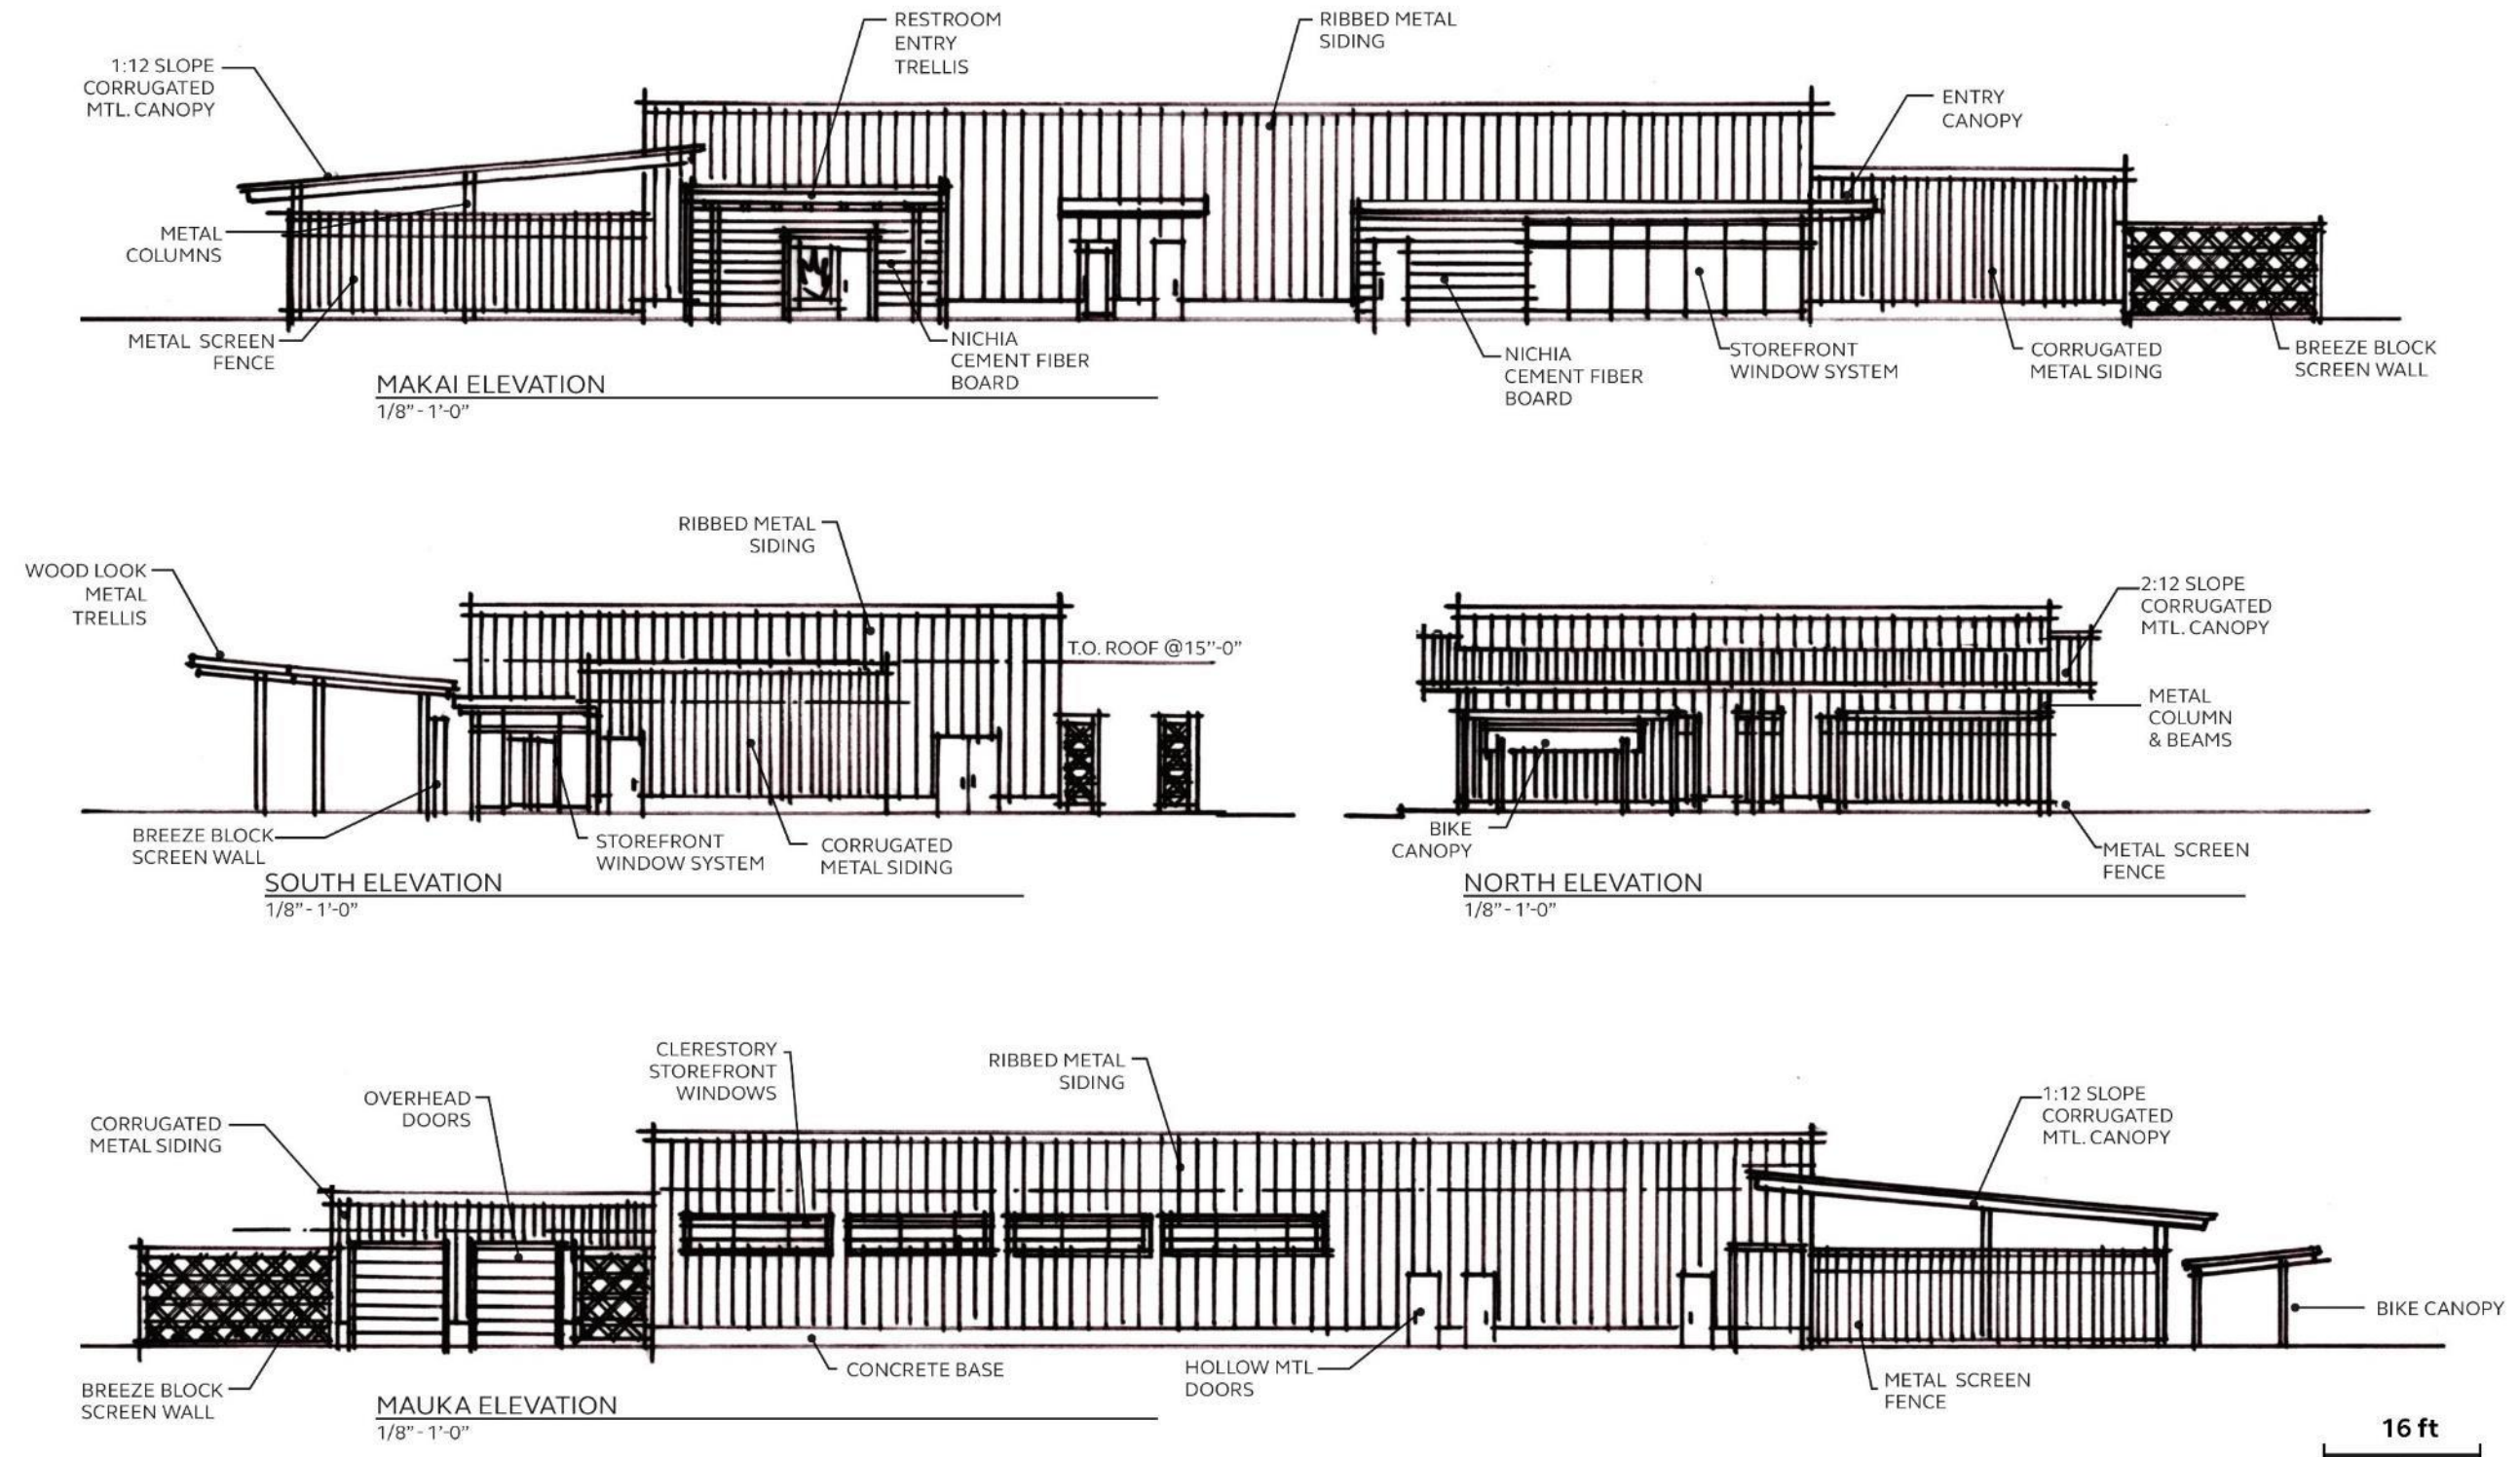 RESTROOM
ENTRY
TRELLIS
RIBBED METAL
SIDING
1:12 SLOPE
CORRUGATED
MTL. CANOPY
ENTRY
CANOPY
METAL
COLUMNS
METAL SCREEN
FENCE
NICHIA
CEMENT FIBER
BOARD
NICHIA
CEMENT FIBER
BOARD
STOREFRONT
WINDOW SYSTEM
CORRUGATED
METAL SIDING
BREEZE BLOCK
SCREEN WALL
MAKAI ELEVATION
1/8” - 1’-0”
RIBBED METAL
SIDING
WOOD LOOK
METAL
TRELLIS
T.O. ROOF @15”-0”
BREEZE BLOCK
SCREEN WALL
STOREFRONT
WINDOW SYSTEM
CORRUGATED
METAL SIDING
SOUTH ELEVATION
1/8” - 1’-0”
2:12 SLOPE
CORRUGATED
MTL. CANOPY
METAL
COLUMN
& BEAMS
BIKE
CANOPY
METAL SCREEN
FENCE
NORTH ELEVATION
1/8” - 1’-0”
CLERESTORY
STOREFRONT
WINDOWS
RIBBED METAL
SIDING
OVERHEAD
DOORS
CORRUGATED
METAL SIDING
1:12 SLOPE
CORRUGATED
MTL. CANOPY
BIKE CANOPY
CONCRETE BASE
HOLLOW MTL
DOORS
METAL SCREEN
FENCE
BREEZE BLOCK
SCREEN WALL
MAUKA ELEVATION
1/8” - 1’-0”
16 ft